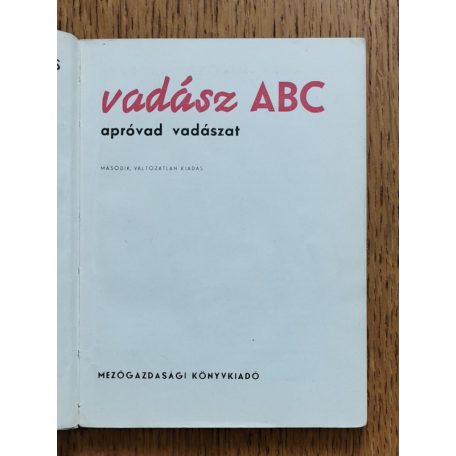 S
vadász ABC
apróvad vadászat
MÁSODIK, VÁLTOZATLAN KIADÁS
MEZŐGAZDASÁGI KÖNYVKIADÓ